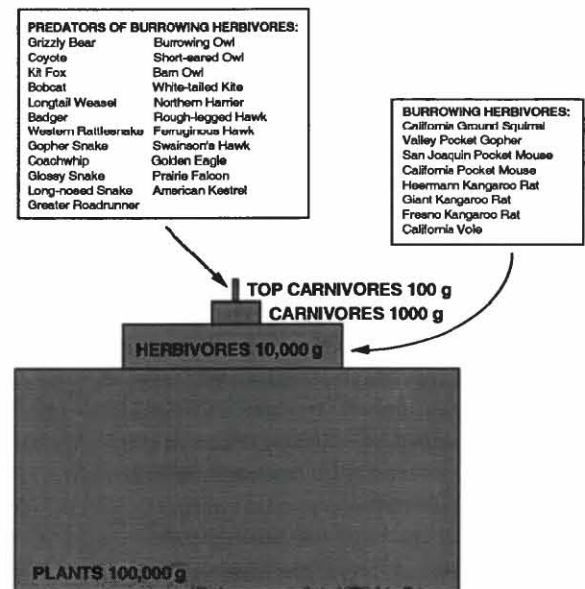 PREDATORS OF BURROWING HERBIVORES:
Grizzly Bear
Coyote
Kit Fox
Bobcat
Longtail Weasel
Badger
Western Rattlesnake
Gopher Snake
Coachwhip
Glossy Snake
Long-nosed Snake
Greater Roadrunner
Burrowing Owl
Short-eared Owl
Barn Owl
White-tailed Kite
Northern Harrier
Rough-legged Hawk
Ferruginous Hawk
Swainson's Hawk
Golden Eagle
Prairie Falcon
American Kestrel
BURROWING HERBIVORES:
California Ground Squirrel
Valley Pocket Gopher
San Joaquin Pocket Mouse
California Pocket Mouse
Heermann Kangaroo Rat
Giant Kangaroo Rat
Fresno Kangaroo Rat
California Vole
TOP CARNIVORES 100 g
CARNIVORES 1000 g
HERBIVORES 10,000 g
PLANTS 100,000 g